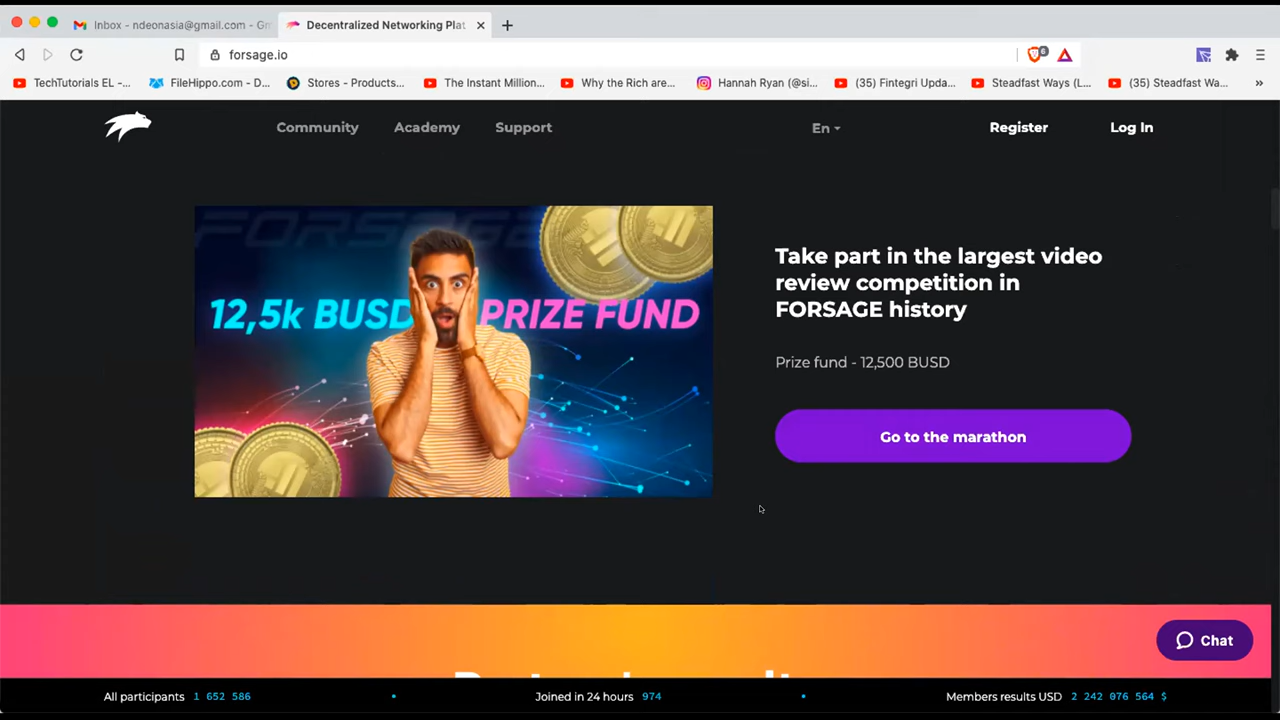 Inbox - ndeonasia@gmail.com - Gm
Decentralized Networking Plat
forsage.io
6
TechTutorials EL -...
FileHippo.com - D...
Stores - Products...
The Instant Million...
Why the Rich are...
Hannah Ryan (@si...
(35) Fintegri Upda...
Steadfast Ways (L...
(35) Steadfast Wa...
Community
Academy
Support
En
Register
Log In
FORSAGE
12,5k BUSD PRIZE FUND
Take part in the largest video
review competition in
FORSAGE history
Prize fund - 12,500 BUSD
Go to the marathon
Chat
All participants 1 652 586
Joined in 24 hours 974
Members results USD 2 242 076 564 $